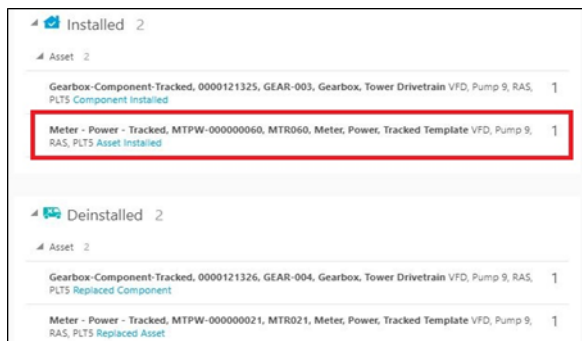 Installed 2
Asset 2
Gearbox-Component-Tracked, 0000121325, GEAR-003, Gearbox, Tower Drivetrain VFD, Pump 9, RAS, 1
PLT5 Component Installed
Meter - Power - Tracked, MTPW-000000060, MTR060, Meter, Power, Tracked Template VFD, Pump 9, 1
RAS, PLT5 Asset Installed
Deinstalled 2
Asset 2
Gearbox-Component-Tracked, 0000121326, GEAR-004, Gearbox, Tower Drivetrain VFD, Pump 9, RAS, 1
PLT5 Replaced Component
Meter - Power - Tracked, MTPW-000000021, MTR021, Meter, Power, Tracked Template VFD, Pump 9, 1
RAS, PLT5 Replaced Asset